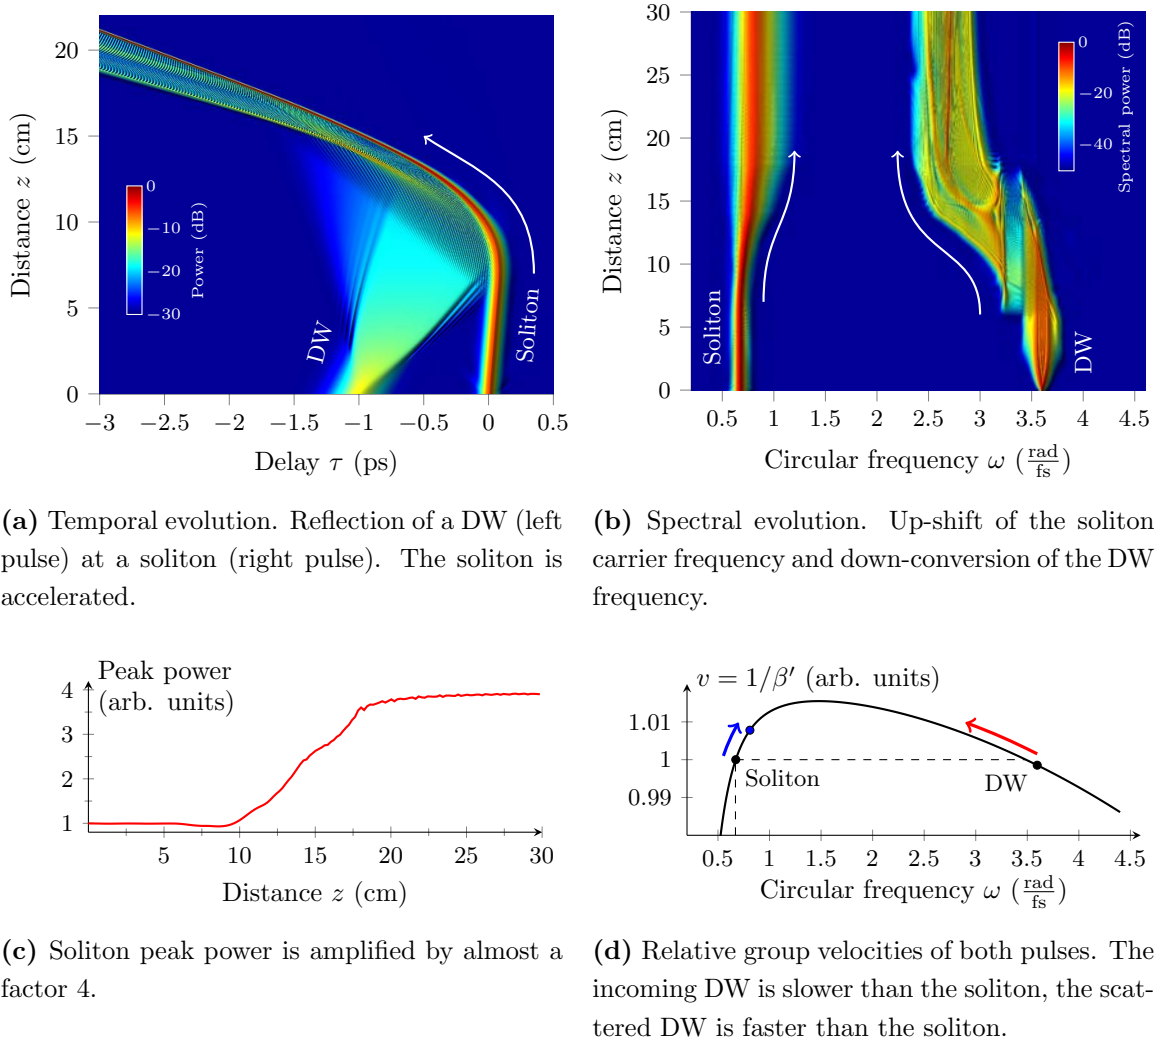 20
15
10
5
0
Distance z (cm)
0
−10
−20
−30
Power (dB)
DW
Soliton
−3
−2.5
−2
−1.5
−1
−0.5
0
0.5
Delay τ (ps)
30
25
20
15
10
5
0
Distance z (cm)
0
−20
−40
Spectral power (dB)
Soliton
DW
0.5
1
1.5
2
2.5
3
3.5
4
4.5
Circular frequency ω (rad/fs)
(a) Temporal evolution. Reflection of a DW (left
pulse) at a soliton (right pulse). The soliton is
accelerated.
(b) Spectral evolution. Up-shift of the soliton
carrier frequency and down-conversion of the DW
frequency.
Peak power
(arb. units)
4
3
2
1
5
10
15
20
25
30
Distance z (cm)
v = 1/β′ (arb. units)
1.01
1
0.99
Soliton
DW
0.5
1
1.5
2
2.5
3
3.5
4
4.5
Circular frequency ω (rad/fs)
(c) Soliton peak power is amplified by almost a
factor 4.
(d) Relative group velocities of both pulses. The
incoming DW is slower than the soliton, the scat-
tered DW is faster than the soliton.